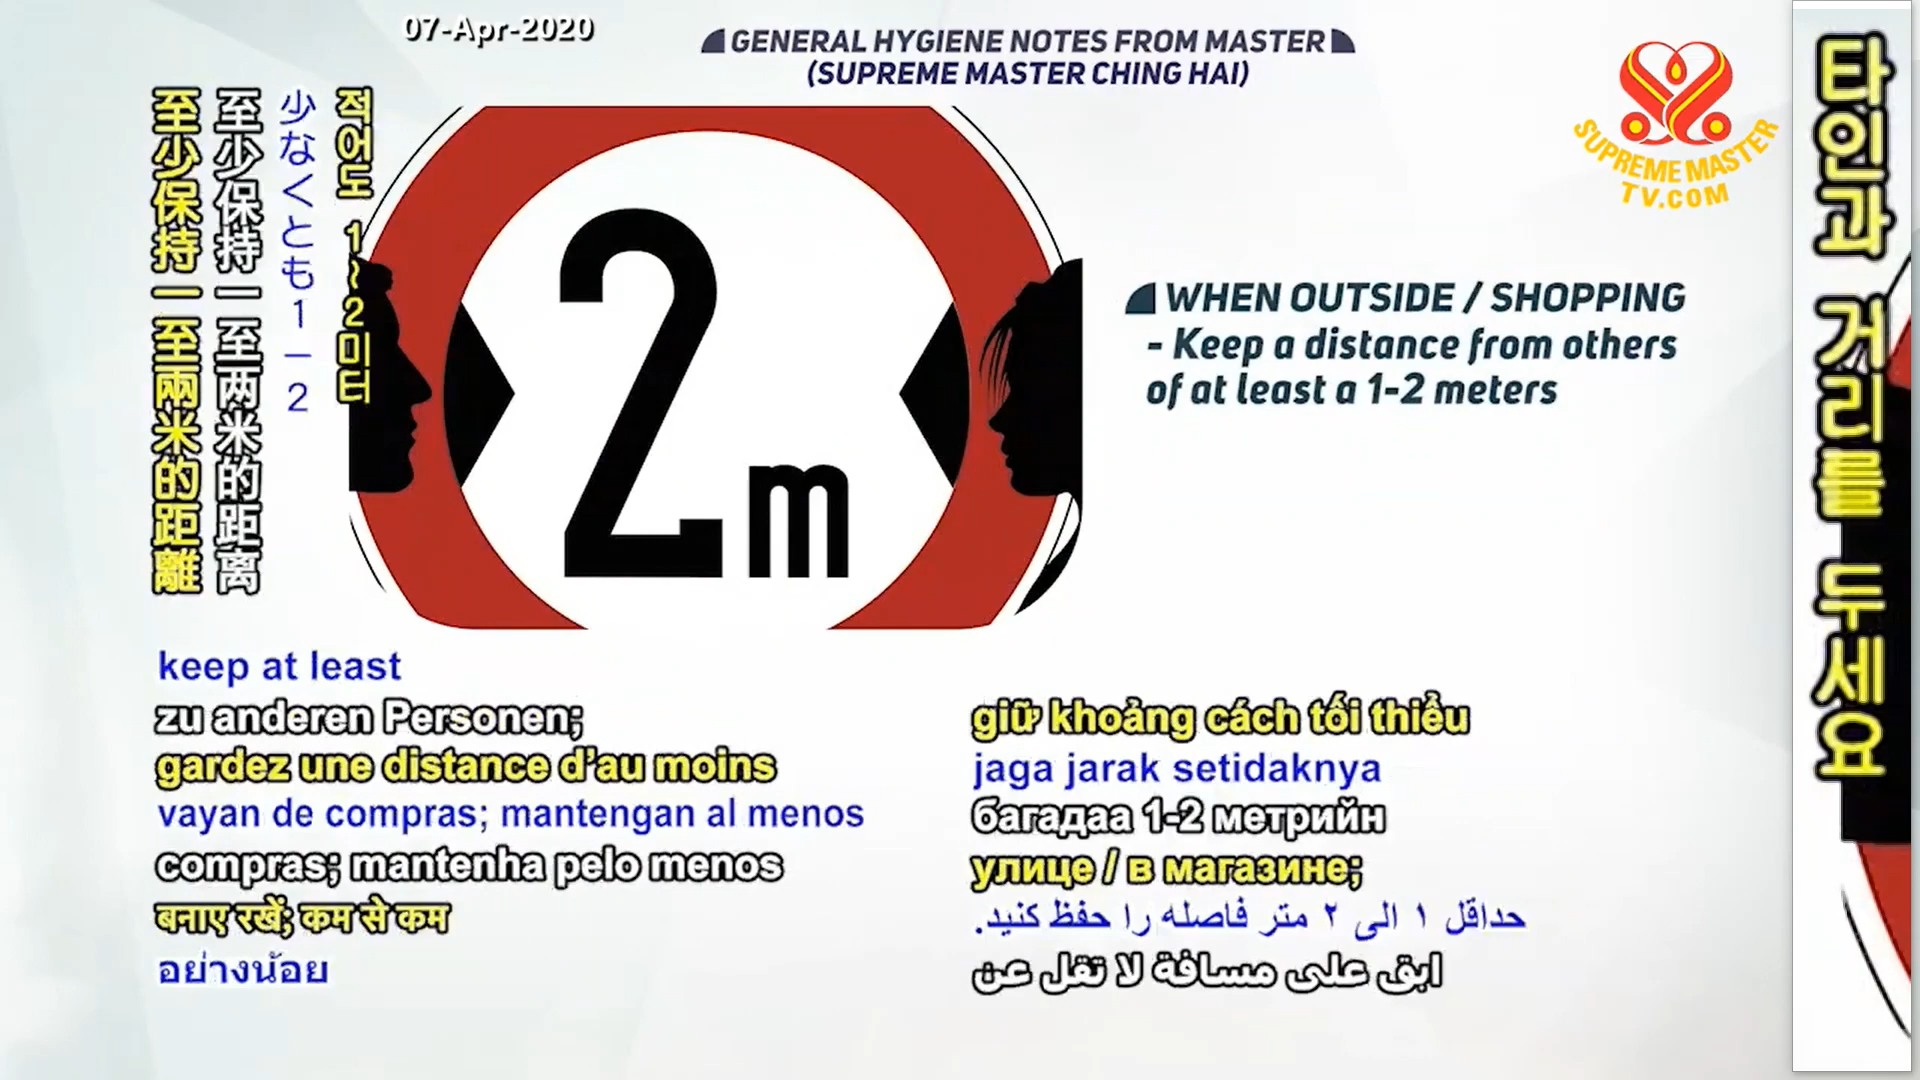 07-Apr-2020
GENERAL HYGIENE NOTES FROM MASTER
(SUPREME MASTER CHING HAI)
SUPREME MASTER
TV.COM
至少保持一至兩米的距離
至少保持一至两米的距离
少なくとも1－2
적어도 1~2미터
2m
WHEN OUTSIDE / SHOPPING
- Keep a distance from others
of at least a 1-2 meters
타인과 거리를 두세요
keep at least
zu anderen Personen;
gardez une distance d'au moins
vayan de compras; mantengan al menos
compras; mantenha pelo menos
बनाए रखें; कम से कम
อย่างน้อย
giữ khoảng cách tối thiểu
jaga jarak setidaknya
багадаа 1-2 метрийн
улице / в магазине;
حداقل ۱ الی ۲ متر فاصله را حفظ کنید.
ابق على مسافة لا تقل عن